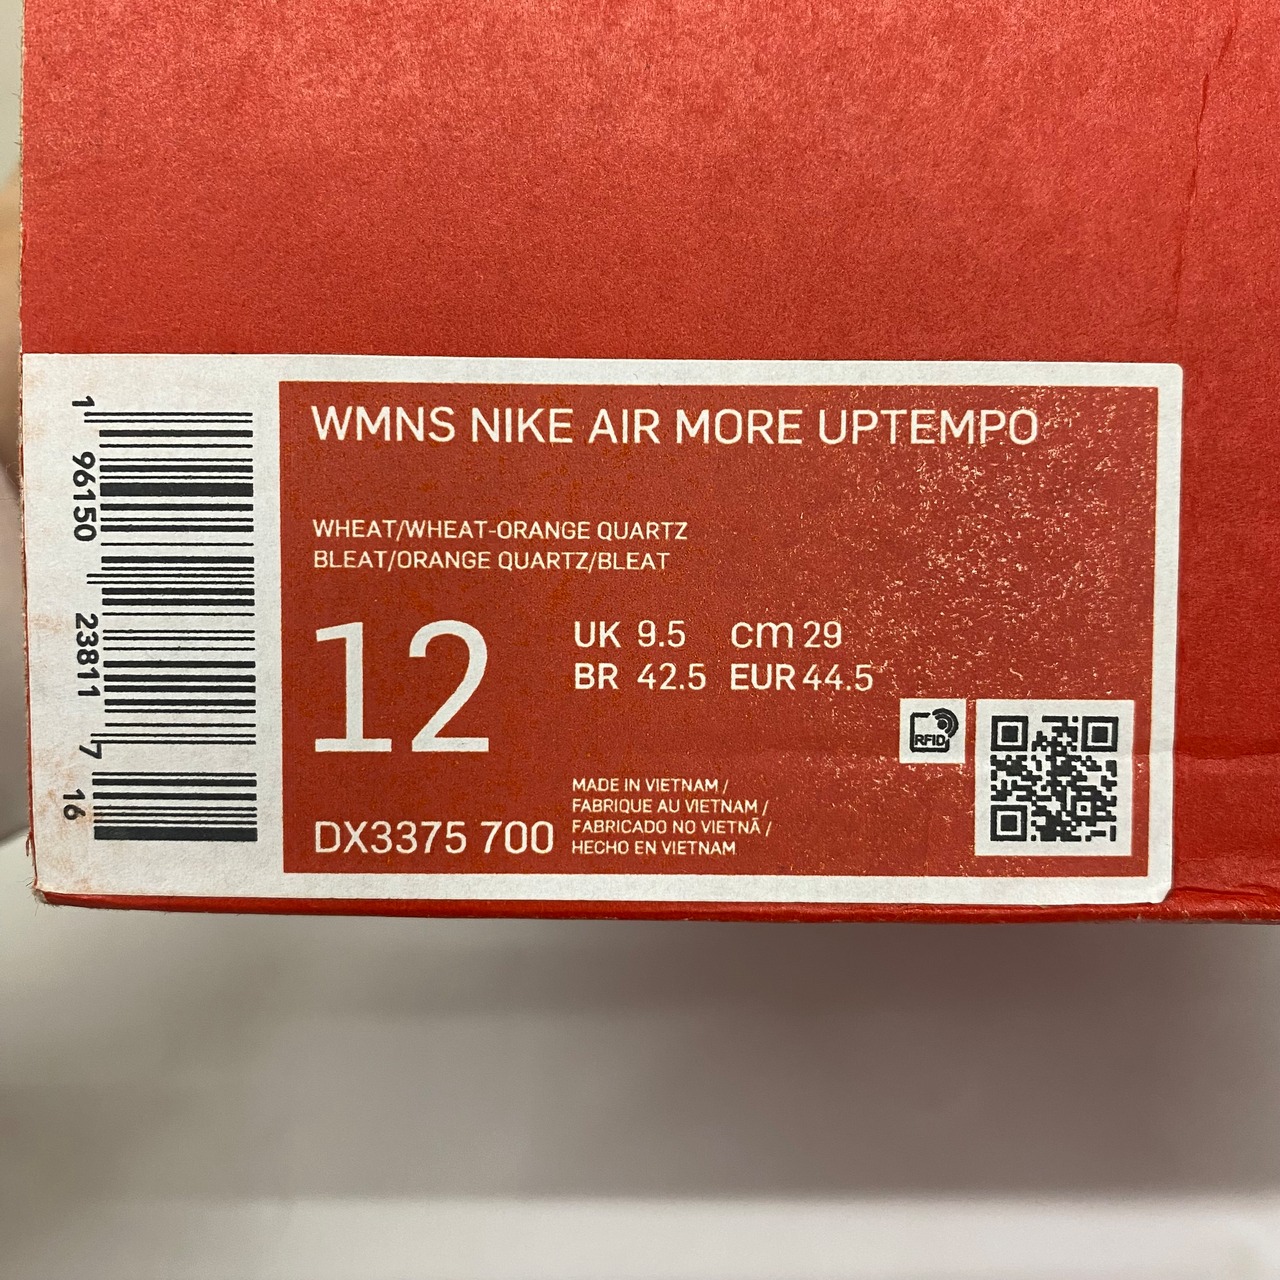 WMNS NIKE AIR MORE UPTEMPO
WHEAT/WHEAT-ORANGE QUARTZ
BLEAT/ORANGE QUARTZ/BLEAT
12
UK 9.5 cm 29
BR 42.5 EUR 44.5
RFID
DX3375 700
MADE IN VIETNAM /
FABRIQUE AU VIETNAM /
FABRICADO NO VIETNÃ /
HECHO EN VIETNAM
1 96150 23811 7 16